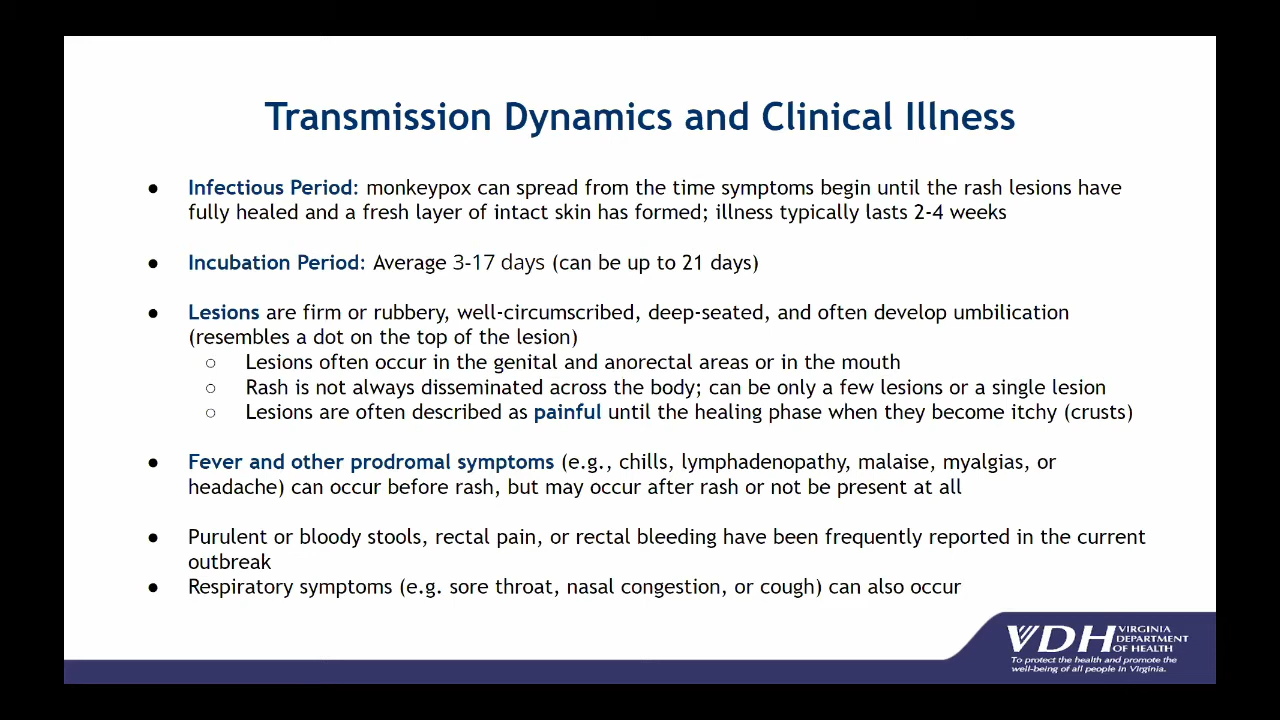 Transmission Dynamics and Clinical Illness
● Infectious Period: monkeypox can spread from the time symptoms begin until the rash lesions have
fully healed and a fresh layer of intact skin has formed; illness typically lasts 2-4 weeks
● Incubation Period: Average 3-17 days (can be up to 21 days)
● Lesions are firm or rubbery, well-circumscribed, deep-seated, and often develop umbilication
(resembles a dot on the top of the lesion)
○ Lesions often occur in the genital and anorectal areas or in the mouth
○ Rash is not always disseminated across the body; can be only a few lesions or a single lesion
○ Lesions are often described as painful until the healing phase when they become itchy (crusts)
● Fever and other prodromal symptoms (e.g., chills, lymphadenopathy, malaise, myalgias, or
headache) can occur before rash, but may occur after rash or not be present at all
● Purulent or bloody stools, rectal pain, or rectal bleeding have been frequently reported in the current
outbreak
● Respiratory symptoms (e.g. sore throat, nasal congestion, or cough) can also occur
VDH VIRGINIA
DEPARTMENT
OF HEALTH
To protect the health and promote the
well-being of all people in Virginia.